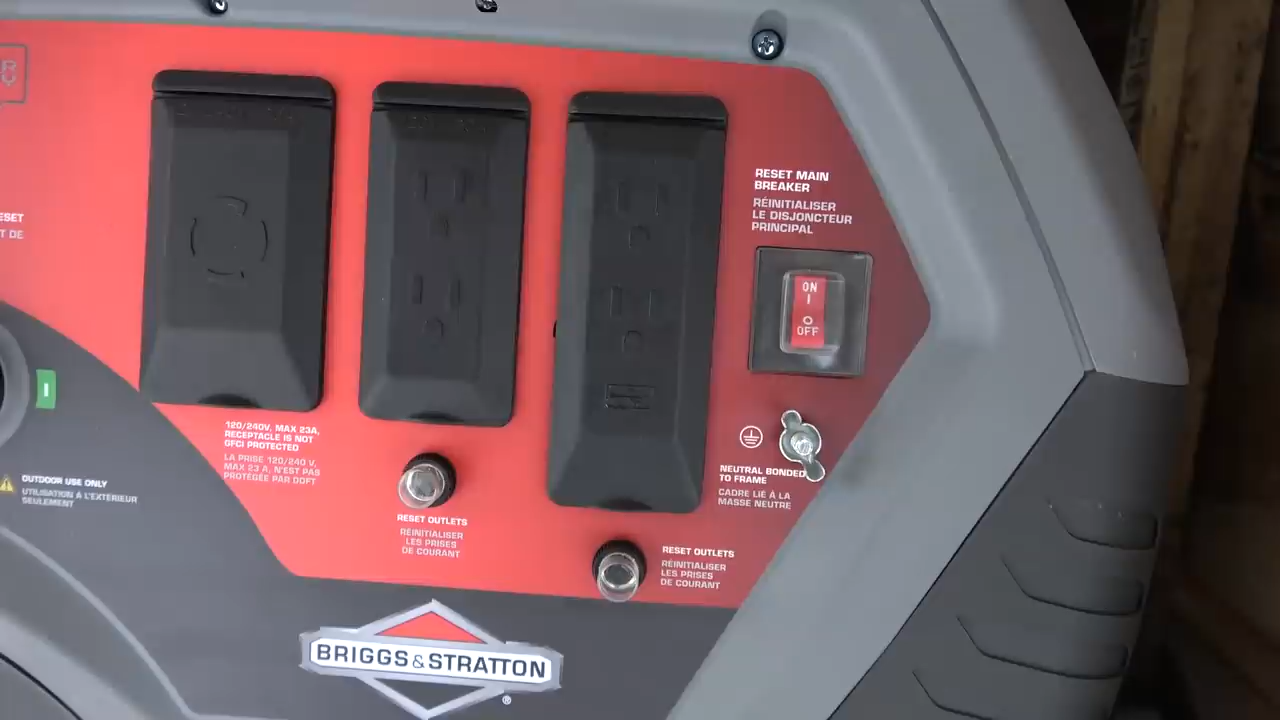 RESET MAIN
BREAKER
RÉINITIALISER
LE DISJONCTEUR
PRINCIPAL
ESET
T DE
ON
I
O
OFF
I
120/240V, MAX 23A,
RECEPTACLE IS NOT
GFCI PROTECTED
LA PRISE 120/240 V,
MAX 23 A, N'EST PAS
PROTÉGÉE PAR DDFT
NEUTRAL BONDED
TO FRAME
CADRE LIÉ À LA
MASSE NEUTRE
OUTDOOR USE ONLY
UTILISATION À L'EXTÉRIEUR
SEULEMENT
RESET OUTLETS
RÉINITIALISER
LES PRISES
DE COURANT
RESET OUTLETS
RÉINITIALISER
LES PRISES
DE COURANT
BRIGGS & STRATTON
®